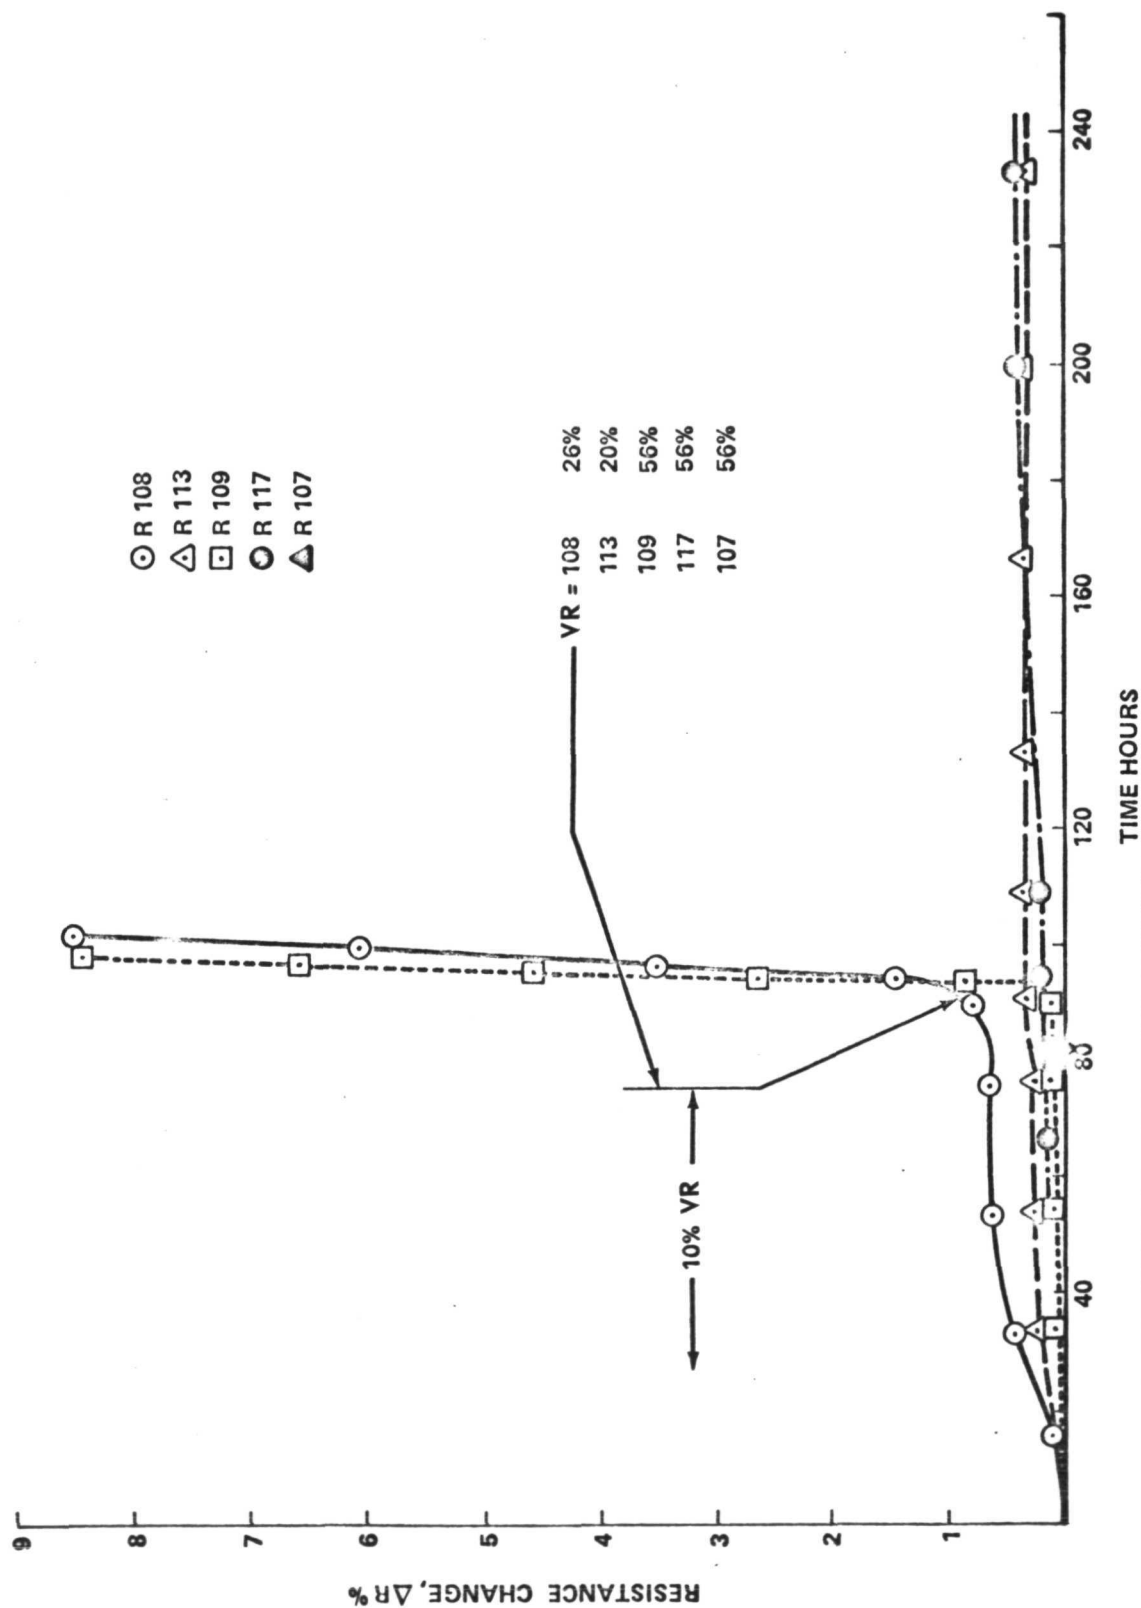 RESISTANCE CHANGE, ΔR %
9
8
7
6
5
4
3
2
1
R 108
R 113
R 109
R 117
R 107
VR = 108 26%
113 20%
109 56%
117 56%
107 56%
10% VR
40
80
120
160
200
240
TIME HOURS